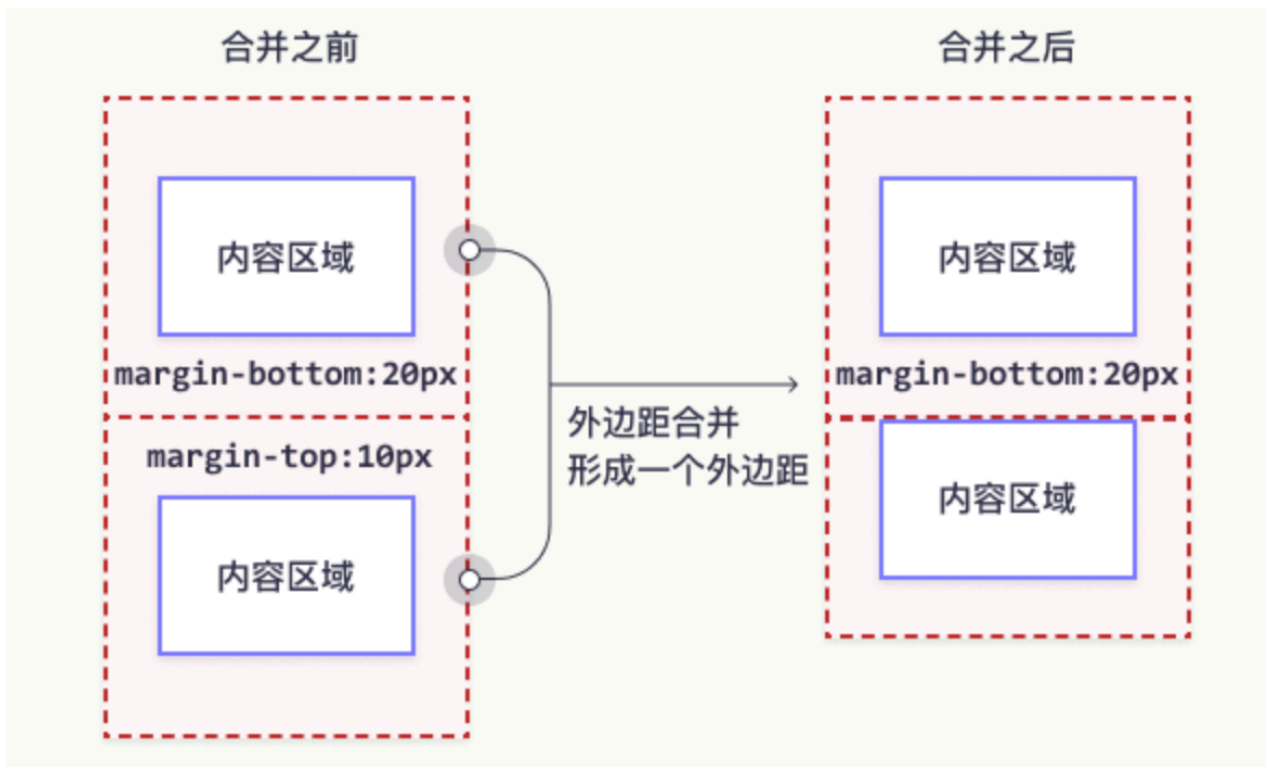 合并之前
合并之后
内容区域
margin-bottom:20px
margin-top:10px
内容区域
外边距合并
形成一个外边距
内容区域
margin-bottom:20px
内容区域